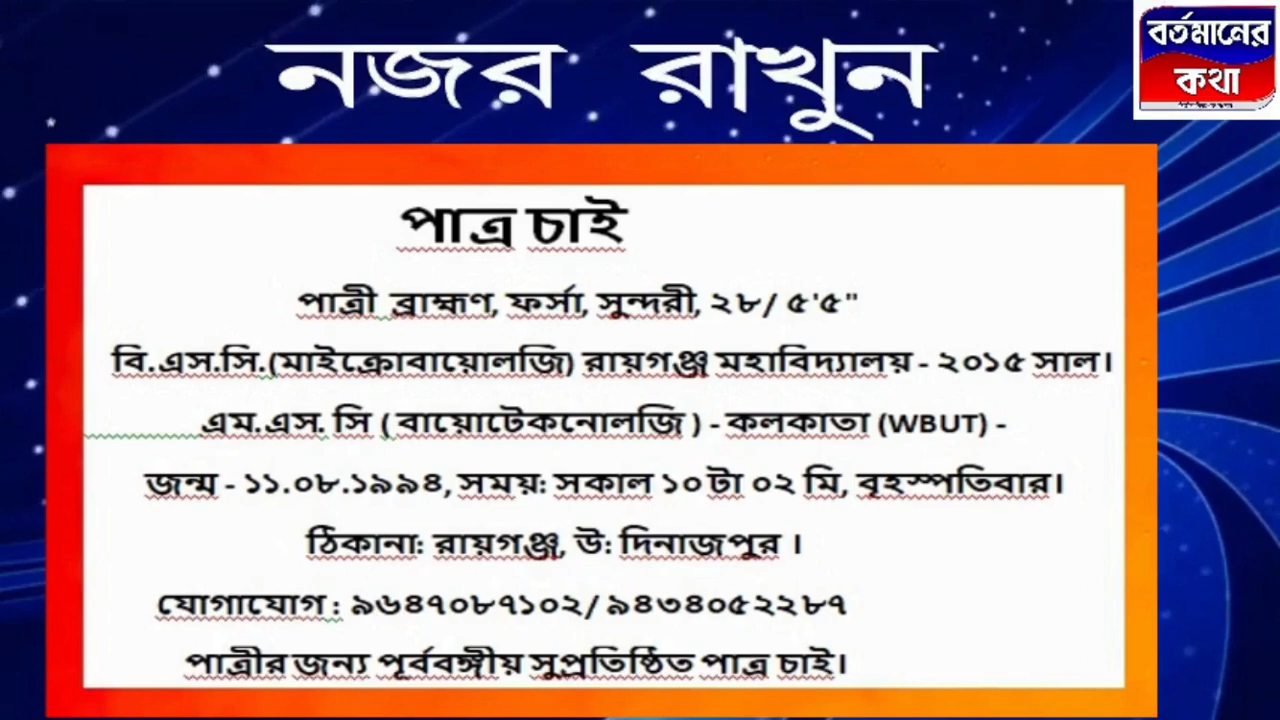 নজর রাখুন
বর্তমানের
কথা
*
পাত্র চাই
পাত্রী ব্রাহ্মণ, ফর্সা, সুন্দরী, ২৮/ ৫'৫"
বি.এস.সি.(মাইক্রোবায়োলজি) রায়গঞ্জ মহাবিদ্যালয় - ২০১৫ সাল।
এম.এস. সি ( বায়োটেকনোলজি ) - কলকাতা (WBUT) -
জন্ম - ১১.০৮.১৯৯৪, সময়: সকাল ১০ টা ০২ মি, বৃহস্পতিবার।
ঠিকানা: রায়গঞ্জ, উ: দিনাজপুর ।
যোগাযোগ : ৯৬৪৭০৮৭১০২/ ৯৪৩৪০৫২২৮৭
পাত্রীর জন্য পূর্ববঙ্গীয় সুপ্রতিষ্ঠিত পাত্র চাই।